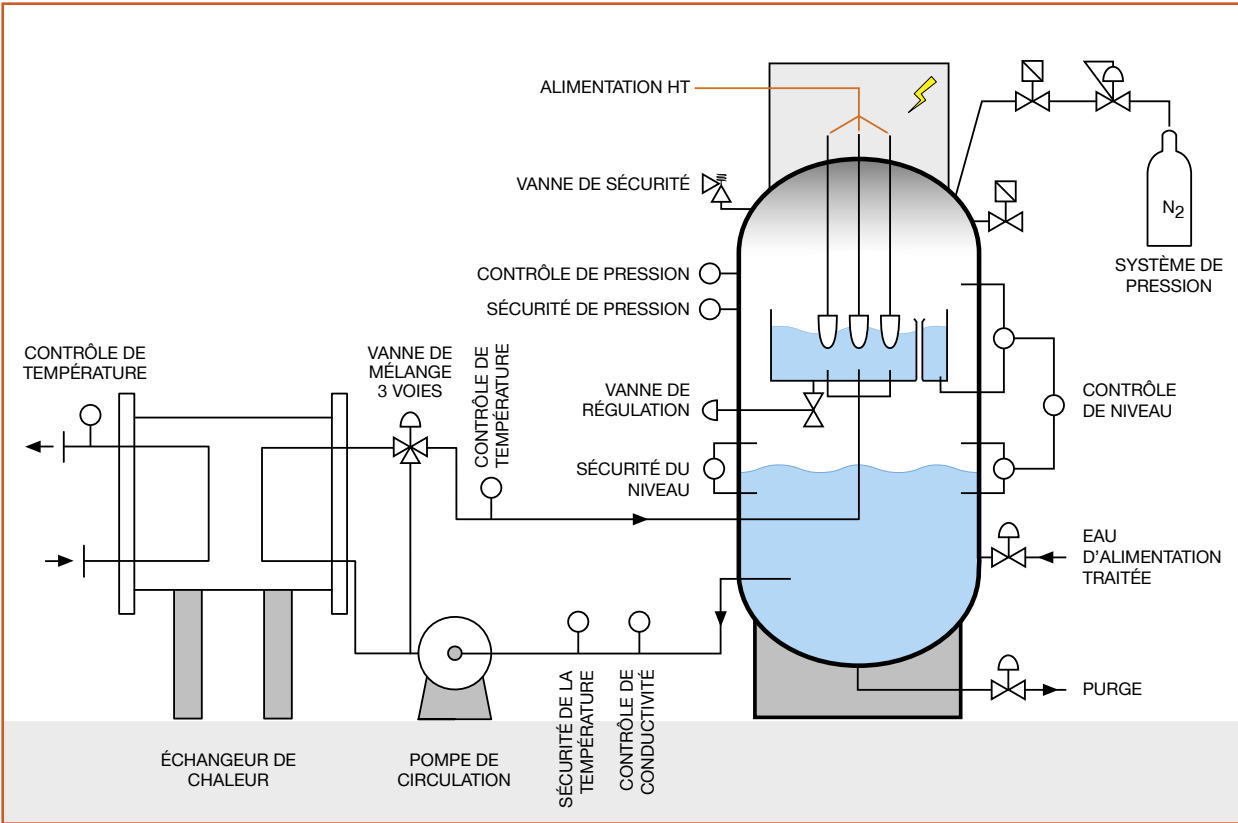 ALIMENTATION HT
VANNE DE SÉCURITÉ
N2
SYSTÈME DE
PRESSION
CONTRÔLE DE PRESSION
SÉCURITÉ DE PRESSION
CONTRÔLE DE
TEMPÉRATURE
VANNE DE
MÉLANGE
3 VOIES
CONTRÔLE DE
TEMPÉRATURE
VANNE DE
RÉGULATION
CONTRÔLE
DE NIVEAU
SÉCURITÉ DU
NIVEAU
EAU
D'ALIMENTATION
TRAITÉE
PURGE
ÉCHANGEUR DE
CHALEUR
POMPE DE
CIRCULATION
SÉCURITÉ DE LA
TEMPÉRATURE
CONTRÔLE DE
CONDUCTIVITÉ